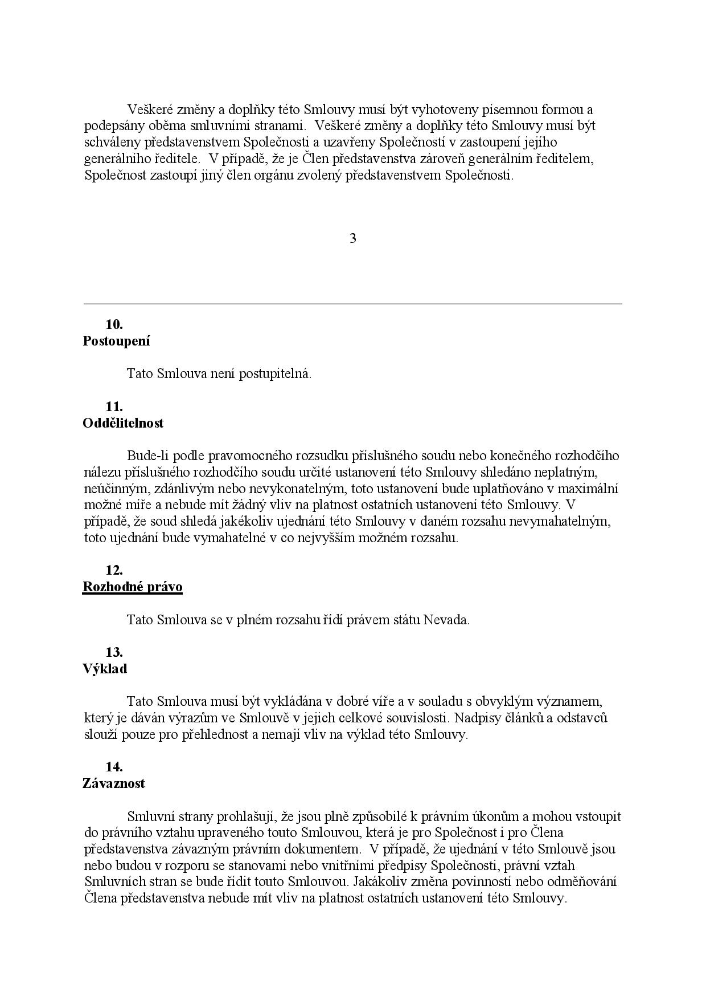 Veškeré změny a doplňky této Smlouvy musí být vyhotoveny písemnou formou a
podepsány oběma smluvními stranami.  Veškeré změny a doplňky této Smlouvy musí být
schváleny představenstvem Společnosti a uzavřeny Společností v zastoupení jejího
generálního ředitele.  V případě, že je Člen představenstva zároveň generálním ředitelem,
Společnost zastoupí jiný člen orgánu zvolený představenstvem Společnosti.
3
10.
Postoupení
Tato Smlouva není postupitelná.
11.
Oddělitelnost
Bude-li podle pravomocného rozsudku příslušného soudu nebo konečného rozhodčího
nálezu příslušného rozhodčího soudu určité ustanovení této Smlouvy shledáno neplatným,
neúčinným, zdánlivým nebo nevykonatelným, toto ustanovení bude uplatňováno v maximální
možné míře a nebude mít žádný vliv na platnost ostatních ustanovení této Smlouvy. V
případě, že soud shledá jakékoliv ujednání této Smlouvy v daném rozsahu nevymahatelným,
toto ujednání bude vymahatelné v co nejvyšším možném rozsahu.
12.
Rozhodné právo
Tato Smlouva se v plném rozsahu řídí právem státu Nevada.
13.
Výklad
Tato Smlouva musí být vykládána v dobré víře a v souladu s obvyklým významem,
který je dáván výrazům ve Smlouvě v jejich celkové souvislosti. Nadpisy článků a odstavců
slouží pouze pro přehlednost a nemají vliv na výklad této Smlouvy.
14.
Závaznost
Smluvní strany prohlašují, že jsou plně způsobilé k právním úkonům a mohou vstoupit
do právního vztahu upraveného touto Smlouvou, která je pro Společnost i pro Člena
představenstva závazným právním dokumentem.  V případě, že ujednání v této Smlouvě jsou
nebo budou v rozporu se stanovami nebo vnitřními předpisy Společnosti, právní vztah
Smluvních stran se bude řídit touto Smlouvou. Jakákoliv změna povinností nebo odměňování
Člena představenstva nebude mít vliv na platnost ostatních ustanovení této Smlouvy.